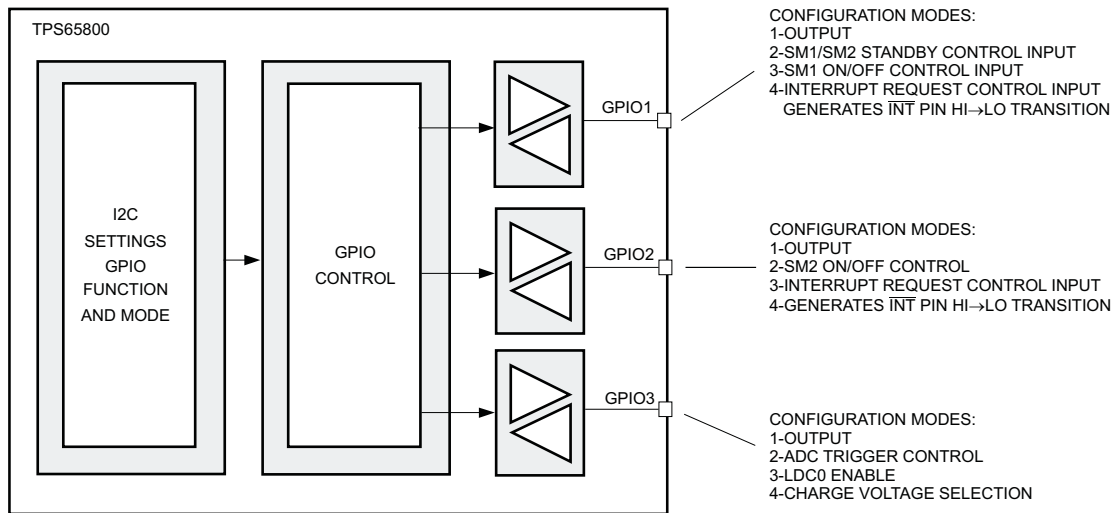 TPS65800
I2C
SETTINGS
GPIO
FUNCTION
AND MODE
GPIO
CONTROL
GPIO1
GPIO2
GPIO3
CONFIGURATION MODES:
1-OUTPUT
2-SM1/SM2 STANDBY CONTROL INPUT
3-SM1 ON/OFF CONTROL INPUT
4-INTERRUPT REQUEST CONTROL INPUT
GENERATES INT PIN HI→LO TRANSITION
CONFIGURATION MODES:
1-OUTPUT
2-SM2 ON/OFF CONTROL
3-INTERRUPT REQUEST CONTROL INPUT
4-GENERATES INT PIN HI→LO TRANSITION
CONFIGURATION MODES:
1-OUTPUT
2-ADC TRIGGER CONTROL
3-LDC0 ENABLE
4-CHARGE VOLTAGE SELECTION